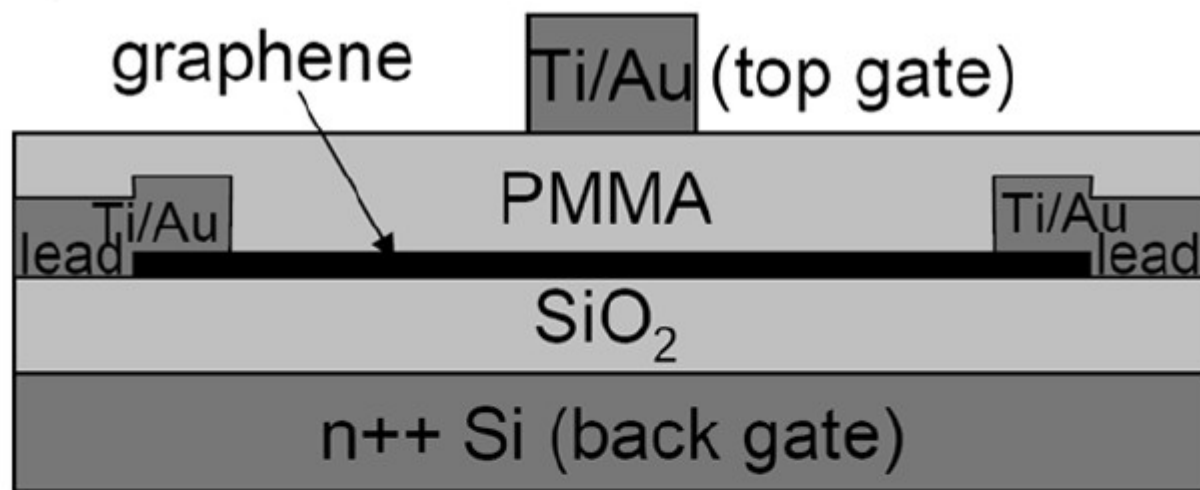 graphene
Ti/Au (top gate)
PMMA
Ti/Au
lead
Ti/Au
lead
SiO₂
n++ Si (back gate)